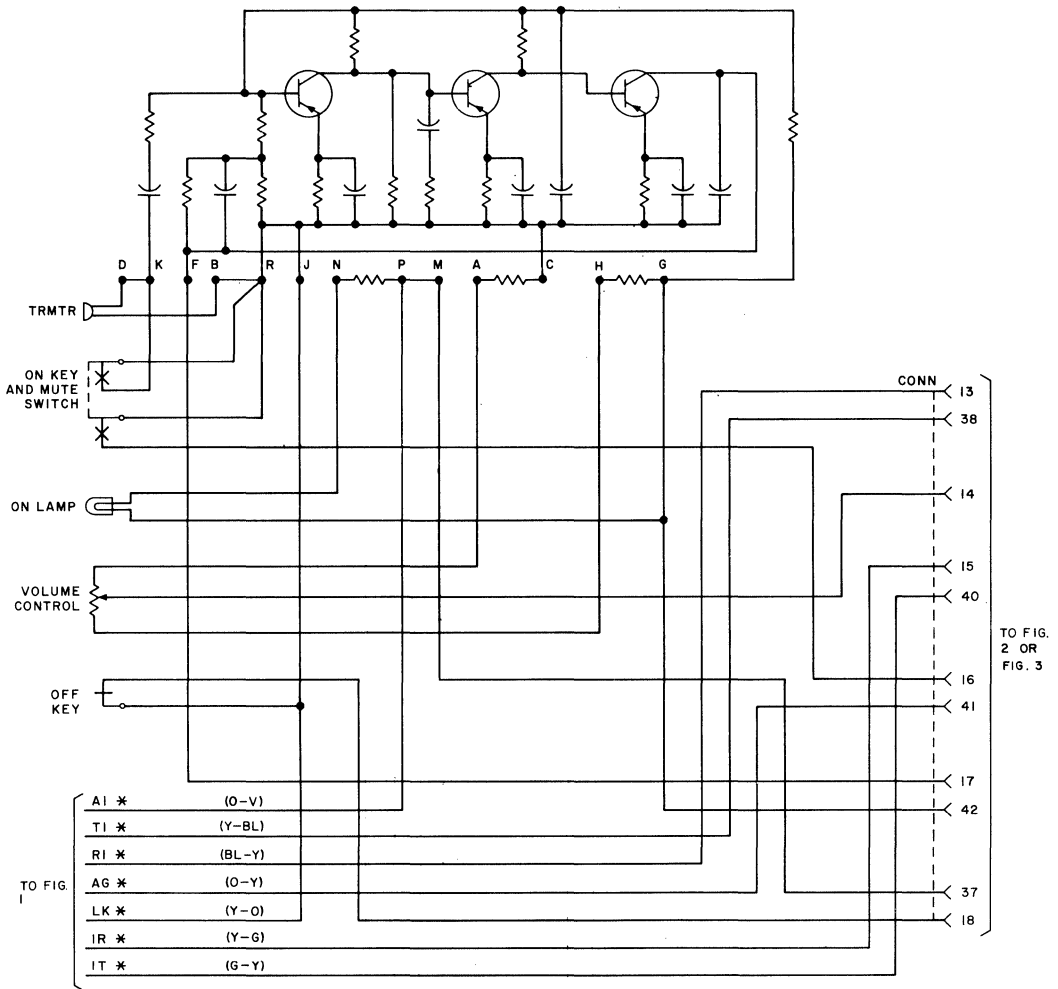 D K F B R J N P M A C H G
TRMTR
ON KEY
AND MUTE
SWITCH
CONN
13
38
ON LAMP
14
VOLUME
CONTROL
15
40
TO FIG.
2 OR
FIG. 3
OFF
KEY
16
41
17
42
37
18
TO FIG.
1
A1 * (O-V)
T1 * (Y-BL)
R1 * (BL-Y)
AG * (O-Y)
LK * (Y-O)
1R * (Y-G)
1T * (G-Y)